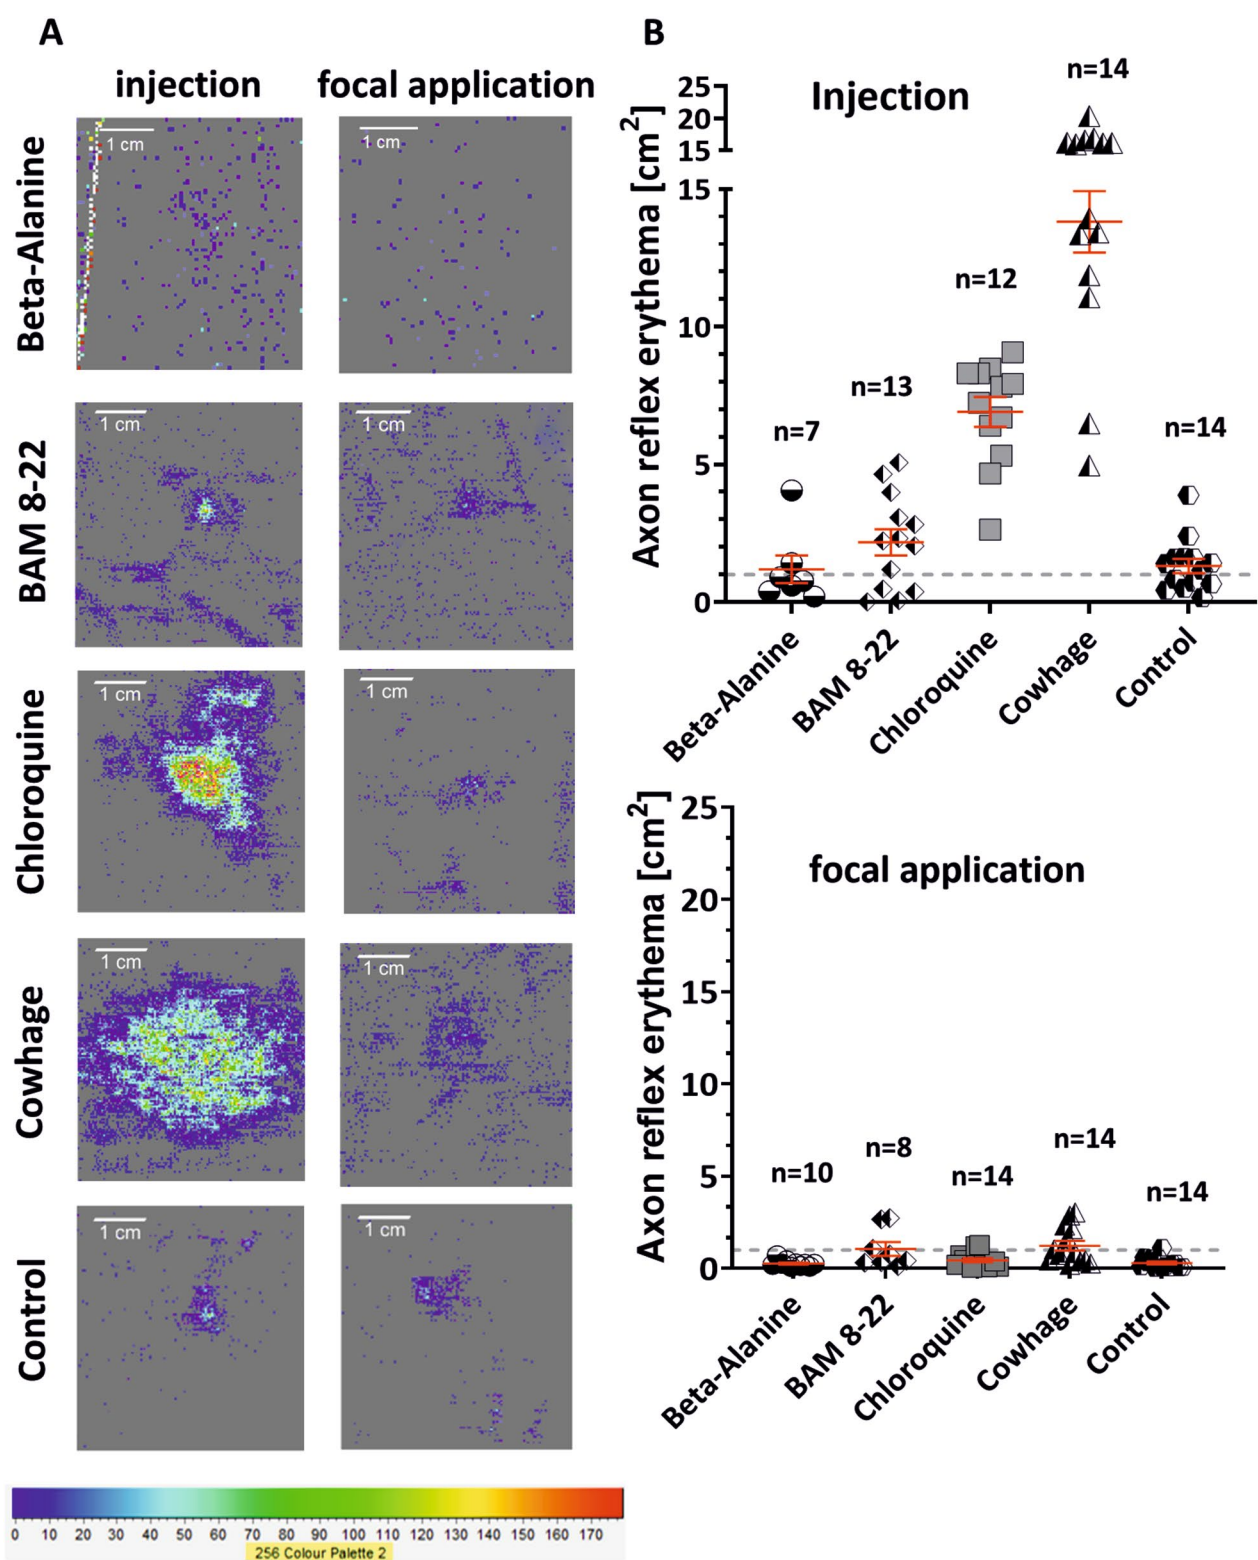 A
injection
focal application
Beta-Alanine
1 cm
1 cm
BAM 8-22
1 cm
1 cm
Chloroquine
1 cm
1 cm
Cowhage
1 cm
1 cm
Control
1 cm
1 cm
0 10 20 30 40 50 60 70 80 90 100 110 120 130 140 150 160 170
256 Colour Palette 2
B
Injection
Axon reflex erythema [cm²]
25
20
15
15
10
5
0
n=7
n=13
n=12
n=14
n=14
Beta-Alanine
BAM 8-22
Chloroquine
Cowhage
Control
focal application
Axon reflex erythema [cm²]
25
20
15
10
5
0
n=10
n=8
n=14
n=14
n=14
Beta-Alanine
BAM 8-22
Chloroquine
Cowhage
Control